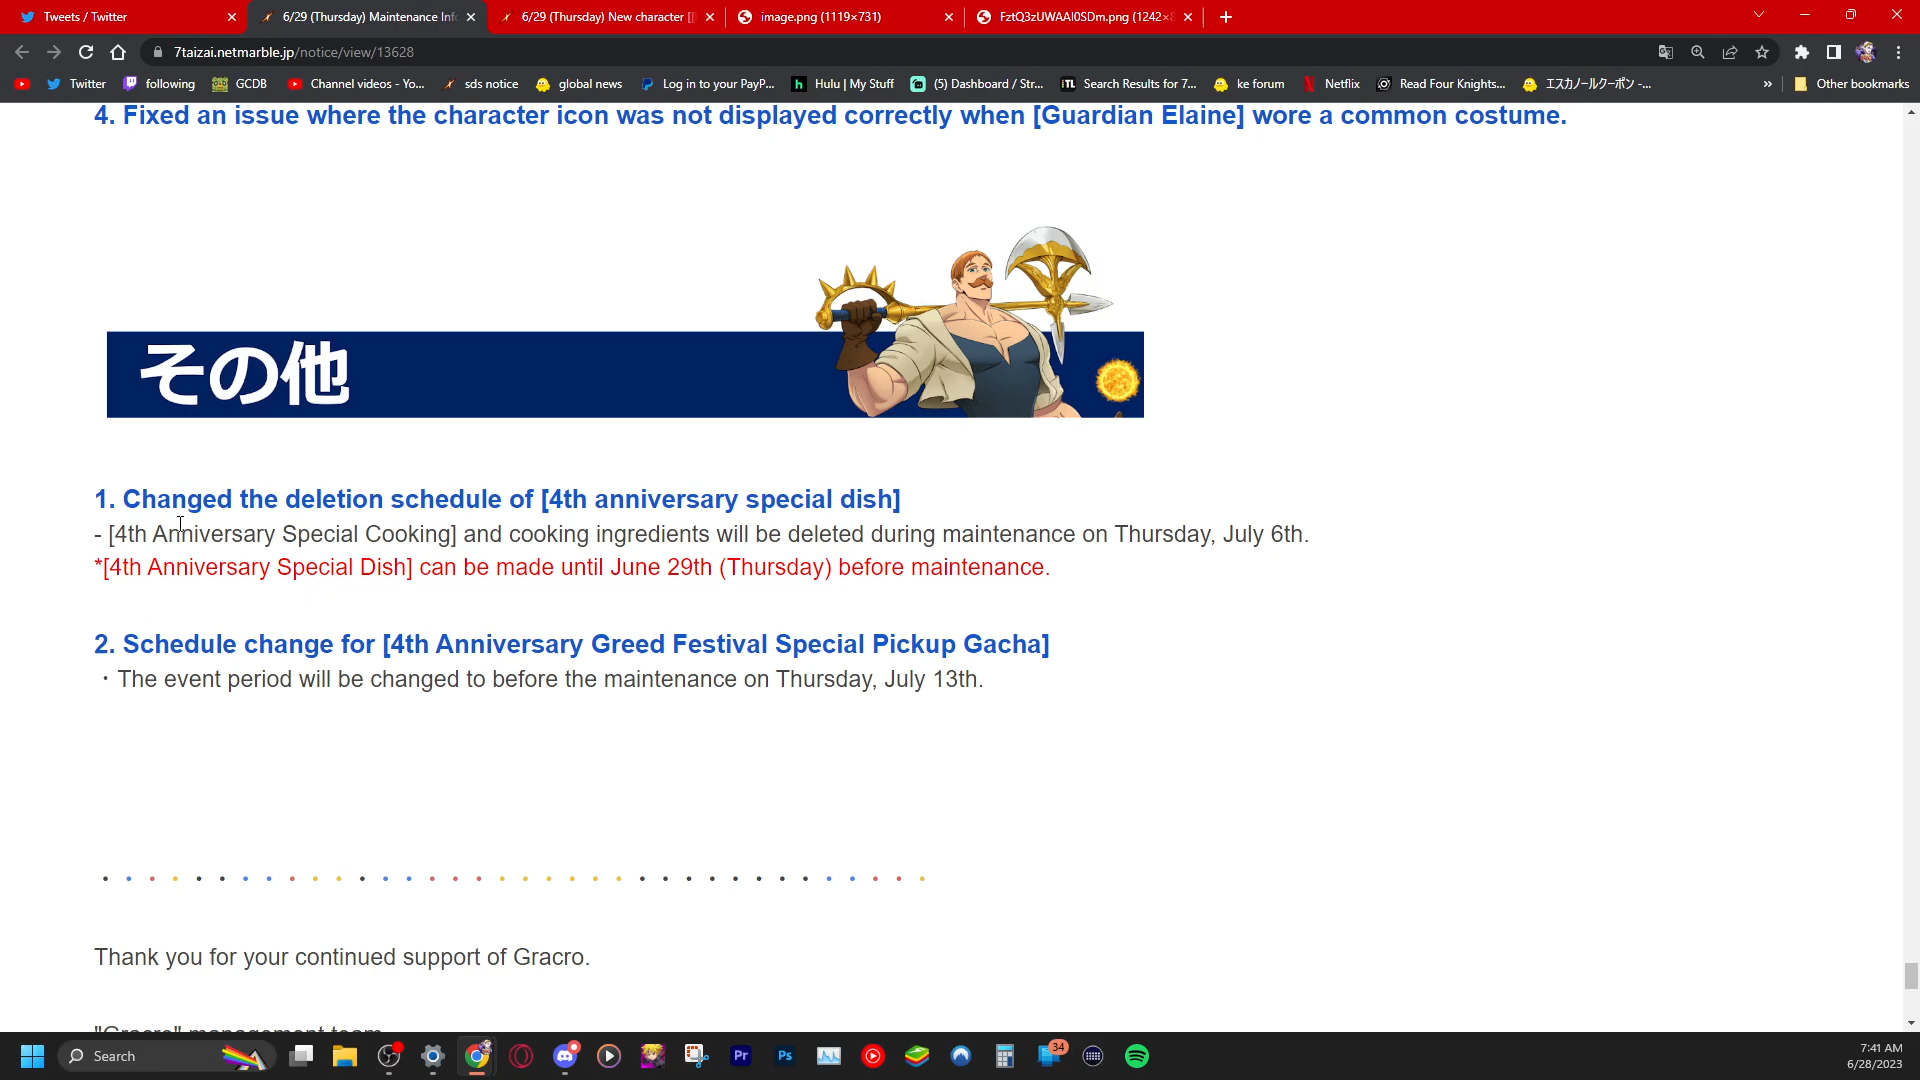 Tweets / Twitter
6/29 (Thursday) Maintenance Inf
6/29 (Thursday) New character [
image.png (1119×731)
FztQ3zUWAAI0SDm.png (1242×
7taizai.netmarble.jp/notice/view/13628
Twitter
following
GCDB
Channel videos - Yo...
sds notice
global news
Log in to your PayP...
Hulu | My Stuff
(5) Dashboard / Str...
Search Results for 7...
ke forum
Netflix
Read Four Knights...
エスカノールクーポン -...
»
Other bookmarks
4. Fixed an issue where the character icon was not displayed correctly when [Guardian Elaine] wore a common costume.
その他
1. Changed the deletion schedule of [4th anniversary special dish]
- [4th Anniversary Special Cooking] and cooking ingredients will be deleted during maintenance on Thursday, July 6th.
*[4th Anniversary Special Dish] can be made until June 29th (Thursday) before maintenance.
2. Schedule change for [4th Anniversary Greed Festival Special Pickup Gacha]
・The event period will be changed to before the maintenance on Thursday, July 13th.
Thank you for your continued support of Gracro.
"Gracro" management team
Search
Pr
Ps
34
7:41 AM
6/28/2023